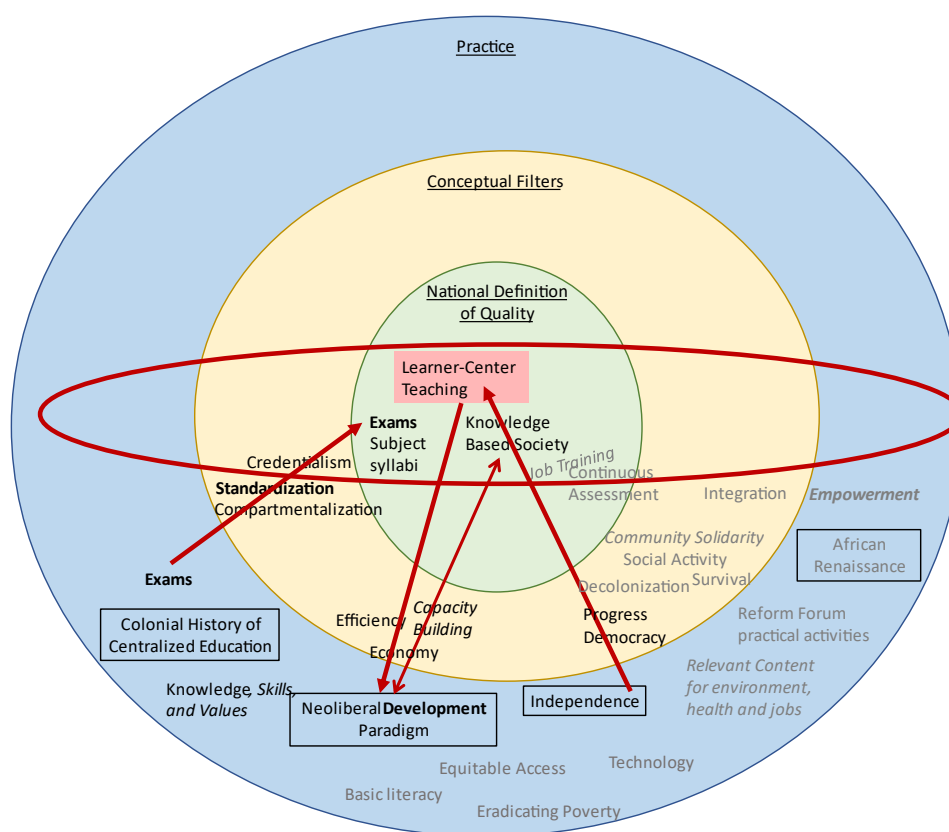 Practice
Conceptual Filters
National Definition
of Quality
Learner-Center
Teaching
Exams
Subject
syllabi
Knowledge
Based Society
Credentialism
Standardization
Compartmentalization
Job Training
Continuous
Assessment
Integration
Empowerment
Community Solidarity
Social Activity
Decolonization
Survival
African
Renaissance
Exams
Colonial History of
Centralized Education
Efficiency
Capacity
Building
Economy
Progress
Democracy
Reform Forum
practical activities
Relevant Content
for environment,
health and jobs
Knowledge, Skills,
and Values
Neoliberal Development
Paradigm
Independence
Equitable Access
Technology
Basic literacy
Eradicating Poverty